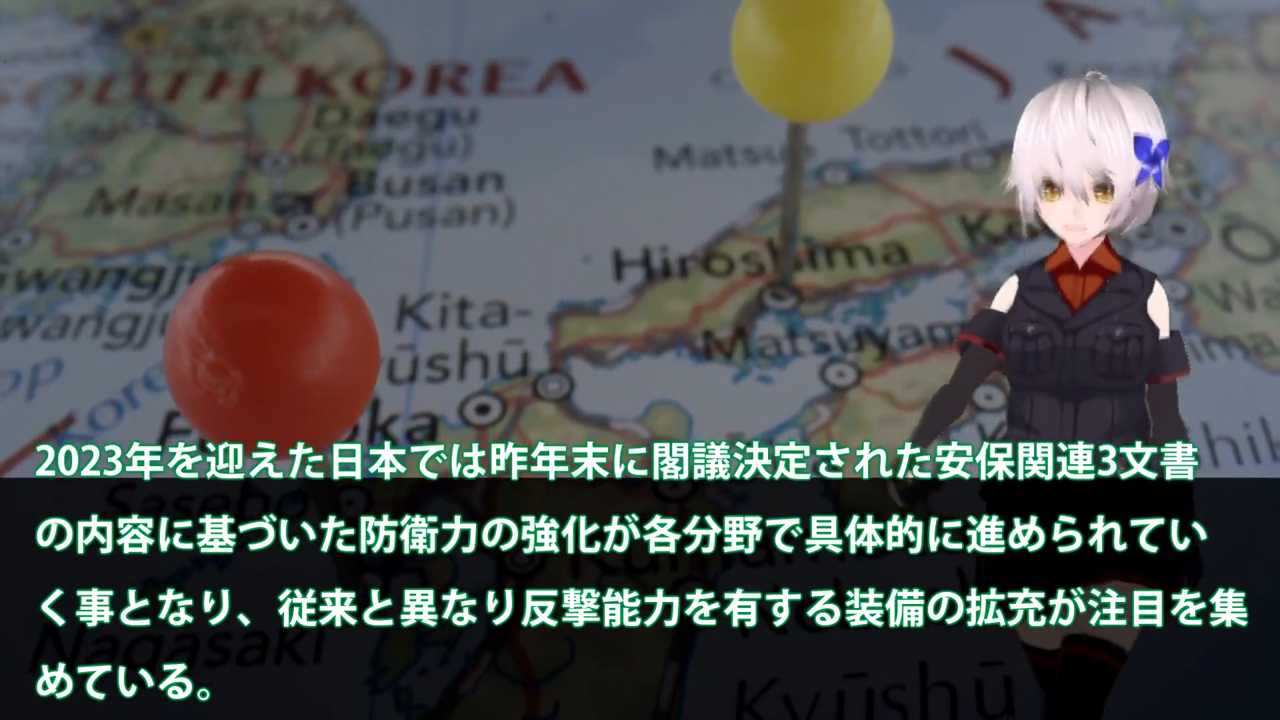 SOUTH KOREA
J A
Daegu
(Taegu)
Tottori
Masan
Busan
(Pusan)
Hiroshima
Kita-
Matsuyam
2023年を迎えた日本では昨年末に閣議決定された安保関連3文書
の内容に基づいた防衛力の強化が各分野で具体的に進められてい
く事となり、従来と異なり反撃能力を有する装備の拡充が注目を集
めている。
Sasebo
Nagasaki
Kyūshū